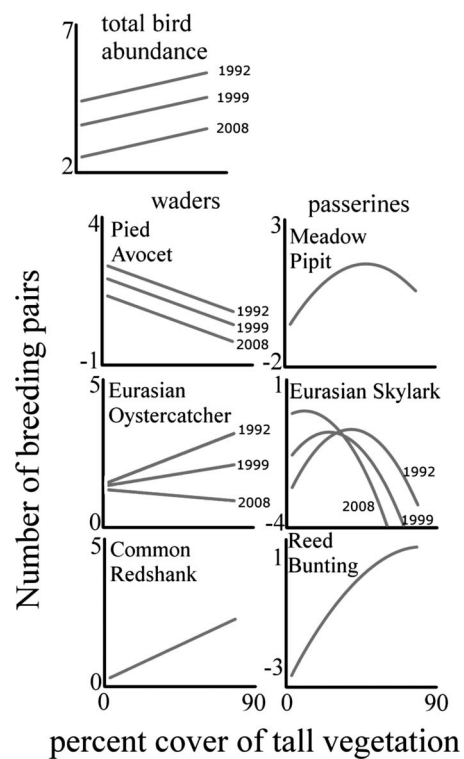 7
total bird
abundance
1992
1999
2008
2
waders
passerines
4
Pied
Avocet
1992
1999
2008
-1
3
Meadow
Pipit
-2
5
Eurasian
Oystercatcher
1992
1999
2008
0
1
Eurasian Skylark
1992
2008
1999
-4
5
Common
Redshank
0
0
90
1
Reed
Bunting
-3
0
90
Number of breeding pairs
percent cover of tall vegetation